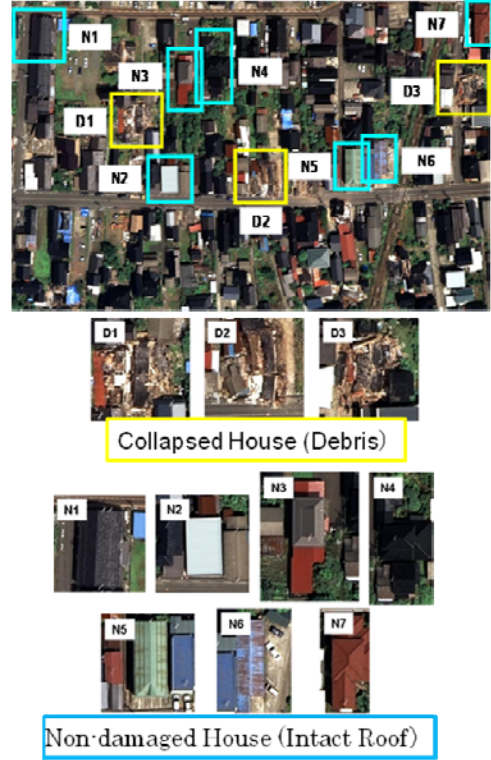 N1
N7
N3
N4
D3
D1
N2
N5
N6
D2
D1
D2
D3
Collapsed House (Debris)
N1
N2
N3
N4
N5
N6
N7
Non-damaged House (Intact Roof)